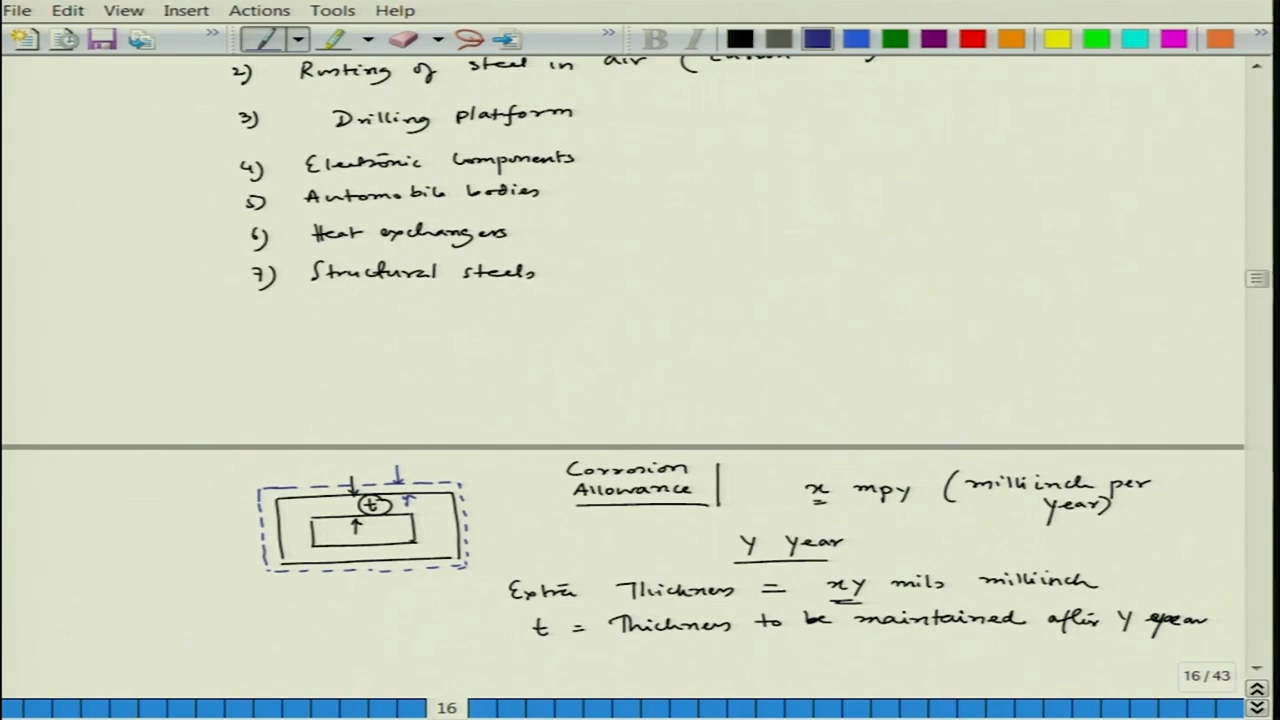 File Edit View Insert Actions Tools Help
B I
2) Rusting of steel in air (
3) Drilling platform
4) Electronic Components
5) Automobile bodies
6) Heat exchangers
7) Structural steels
t
Corrosion
Allowance
x mpy (milliinch per
year)
Y Year
Extra Thickness = xy mils milliinch
t = Thickness to be maintained after Y year
16 / 43
16